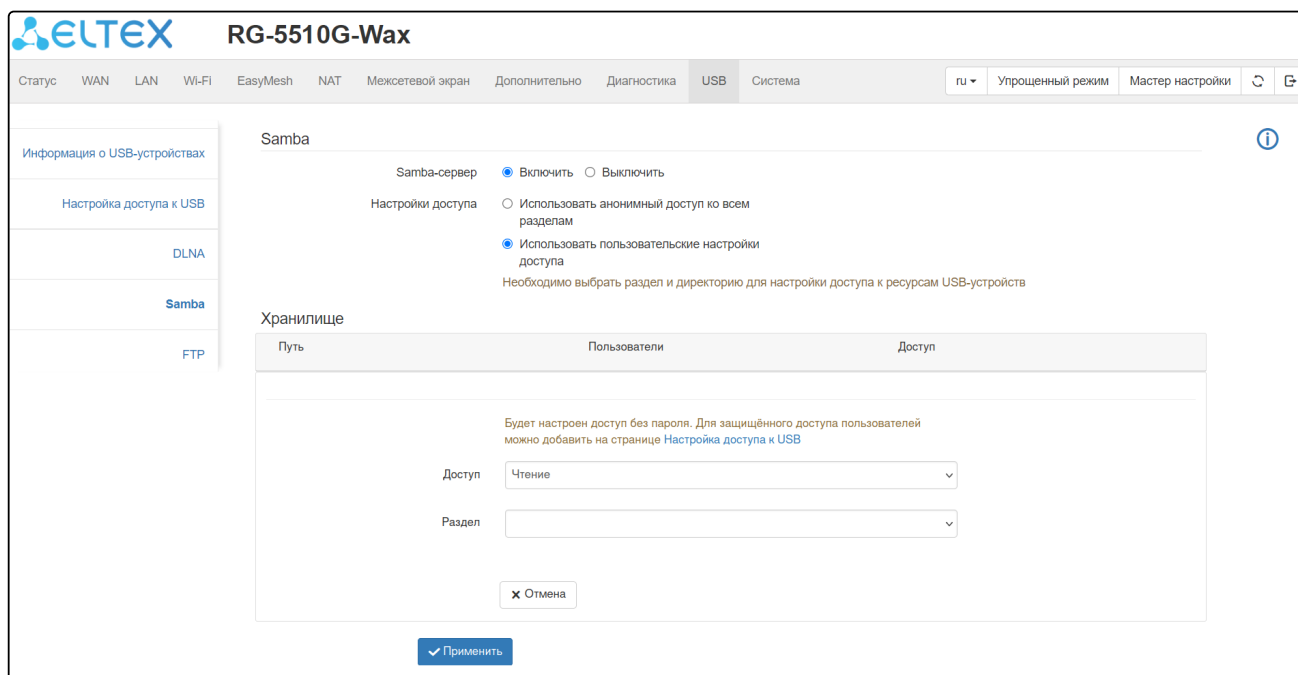 ELTEX RG-5510G-Wax
Статус WAN LAN Wi-Fi EasyMesh NAT Межсетевой экран Дополнительно Диагностика USB Система ru Упрощенный режим Мастер настройки
Информация о USB-устройствах
Настройка доступа к USB
DLNA
Samba
FTP
Samba
Samba-сервер Включить Выключить
Настройки доступа Использовать анонимный доступ ко всем
разделам
Использовать пользовательские настройки
доступа
Необходимо выбрать раздел и директорию для настройки доступа к ресурсам USB-устройств
Хранилище
Путь Пользователи Доступ
Будет настроен доступ без пароля. Для защищённого доступа пользователей
можно добавить на странице Настройка доступа к USB
Доступ Чтение
Раздел
Отмена
Применить